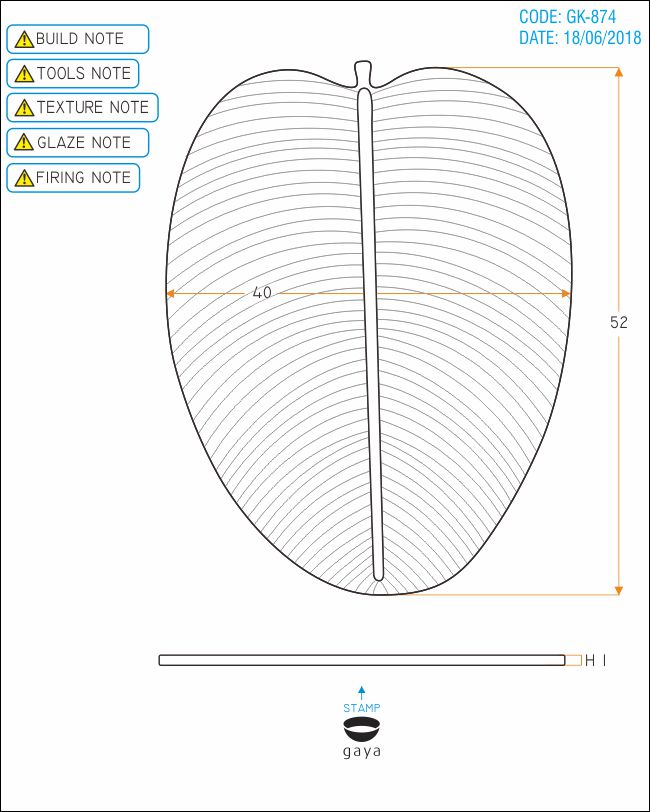 CODE: GK-874
DATE: 18/06/2018
BUILD NOTE
TOOLS NOTE
TEXTURE NOTE
GLAZE NOTE
FIRING NOTE
40
52
H 1
STAMP
gaya